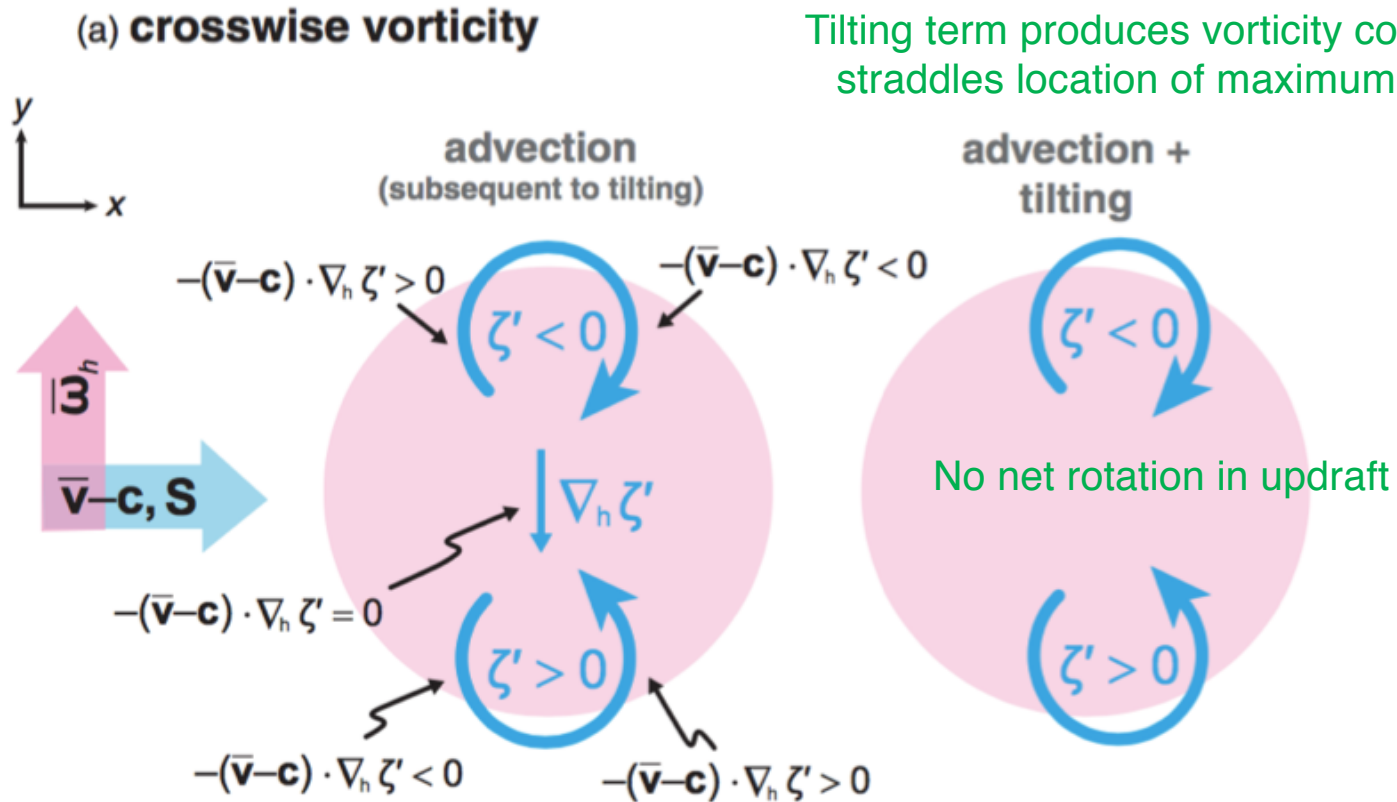 (a) crosswise vorticity
Tilting term produces vorticity co
straddles location of maximum
y
x
advection
(subsequent to tilting)
advection +
tilting
−(v̅−c) · ∇ₕ ζ′ > 0
−(v̅−c) · ∇ₕ ζ′ < 0
ζ′ < 0
ζ′ < 0
ω̅ₕ
v̅−c, S
∇ₕ ζ′
No net rotation in updraft
−(v̅−c) · ∇ₕ ζ′ = 0
ζ′ > 0
ζ′ > 0
−(v̅−c) · ∇ₕ ζ′ < 0
−(v̅−c) · ∇ₕ ζ′ > 0